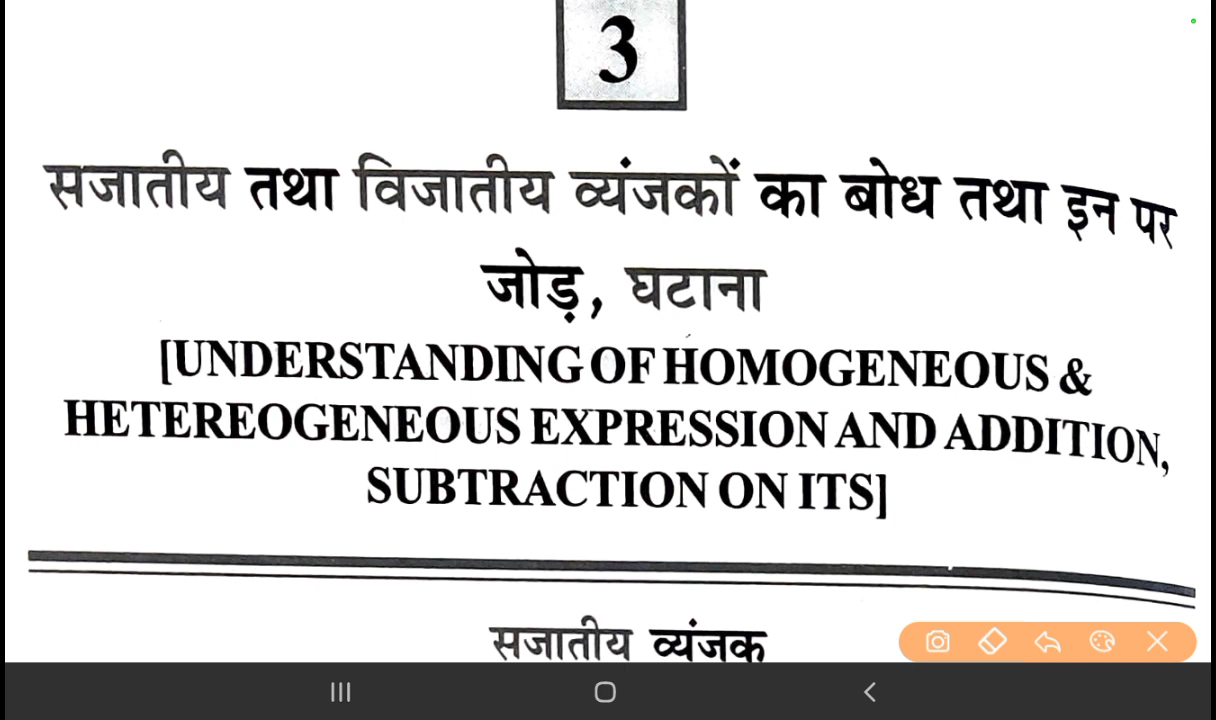 3
सजातीय तथा विजातीय व्यंजकों का बोध तथा इन पर
जोड़, घटाना
[UNDERSTANDING OF HOMOGENEOUS &
HETEREOGENEOUS EXPRESSION AND ADDITION,
SUBTRACTION ON ITS]
सजातीय व्यंजक